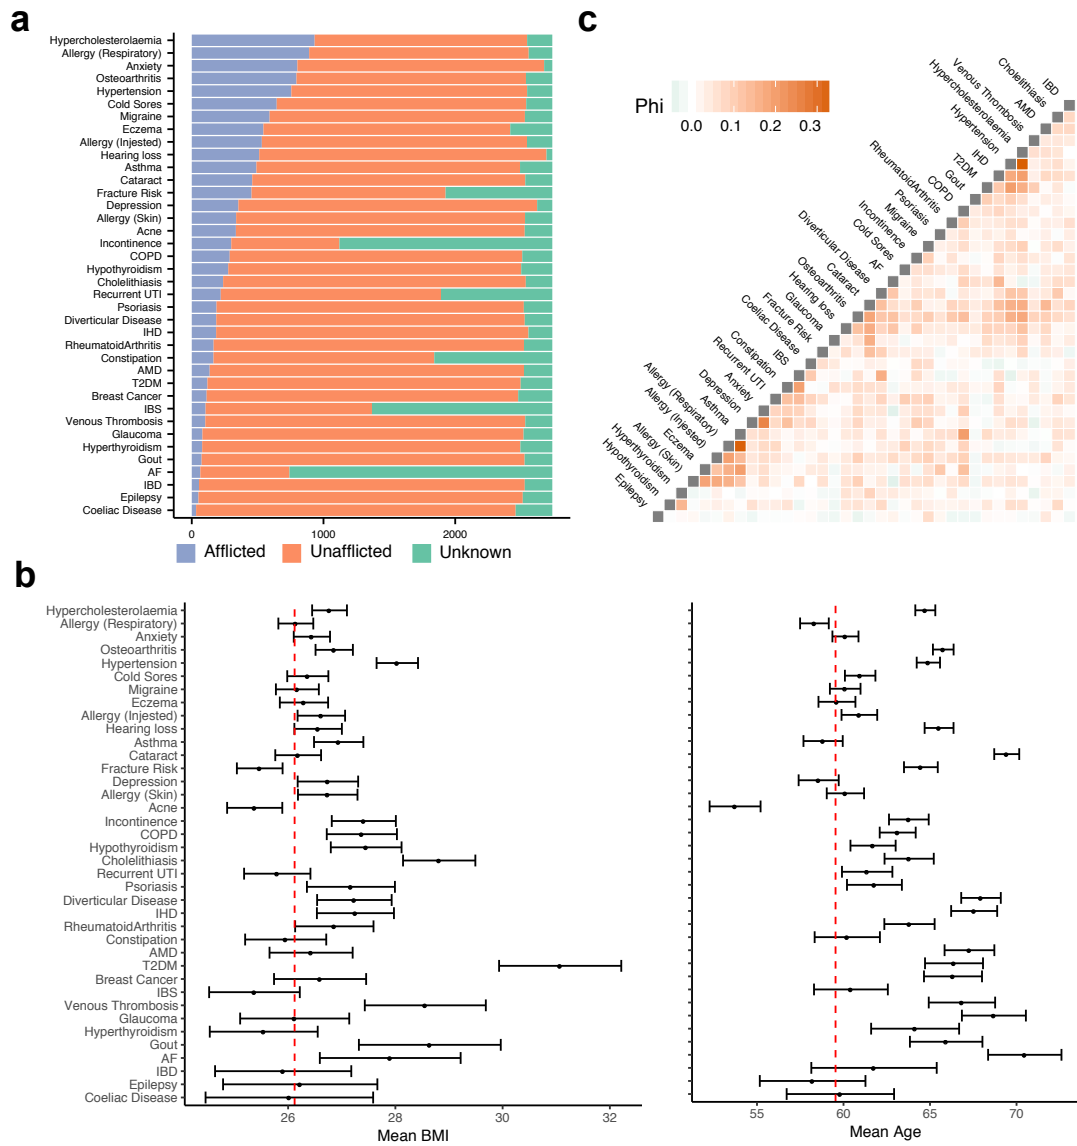 a
Hypercholesterolaemia
Allergy (Respiratory)
Anxiety
Osteoarthritis
Hypertension
Cold Sores
Migraine
Eczema
Allergy (Injested)
Hearing loss
Asthma
Cataract
Fracture Risk
Depression
Allergy (Skin)
Acne
Incontinence
COPD
Hypothyroidism
Cholelithiasis
Recurrent UTI
Psoriasis
Diverticular Disease
IHD
RheumatoidArthritis
Constipation
AMD
T2DM
Breast Cancer
IBS
Venous Thrombosis
Glaucoma
Hyperthyroidism
Gout
AF
IBD
Epilepsy
Coeliac Disease
0 1000 2000
Afflicted Unafflicted Unknown
c
Phi
0.0 0.1 0.2 0.3
IBD
Cholelithiasis
AMD
Venous Thrombosis
Hypercholesterolaemia
Hypertension
IHD
T2DM
Gout
COPD
RheumatoidArthritis
Psoriasis
Migraine
Incontinence
Cold Sores
AF
Diverticular Disease
Cataract
Osteoarthritis
Hearing loss
Glaucoma
Fracture Risk
Coeliac Disease
IBS
Constipation
Recurrent UTI
Anxiety
Depression
Asthma
Allergy (Respiratory)
Allergy (Injested)
Eczema
Allergy (Skin)
Hyperthyroidism
Hypothyroidism
Epilepsy
b
Hypercholesterolaemia
Allergy (Respiratory)
Anxiety
Osteoarthritis
Hypertension
Cold Sores
Migraine
Eczema
Allergy (Injested)
Hearing loss
Asthma
Cataract
Fracture Risk
Depression
Allergy (Skin)
Acne
Incontinence
COPD
Hypothyroidism
Cholelithiasis
Recurrent UTI
Psoriasis
Diverticular Disease
IHD
RheumatoidArthritis
Constipation
AMD
T2DM
Breast Cancer
IBS
Venous Thrombosis
Glaucoma
Hyperthyroidism
Gout
AF
IBD
Epilepsy
Coeliac Disease
26 28 30 32
Mean BMI
55 60 65 70
Mean Age